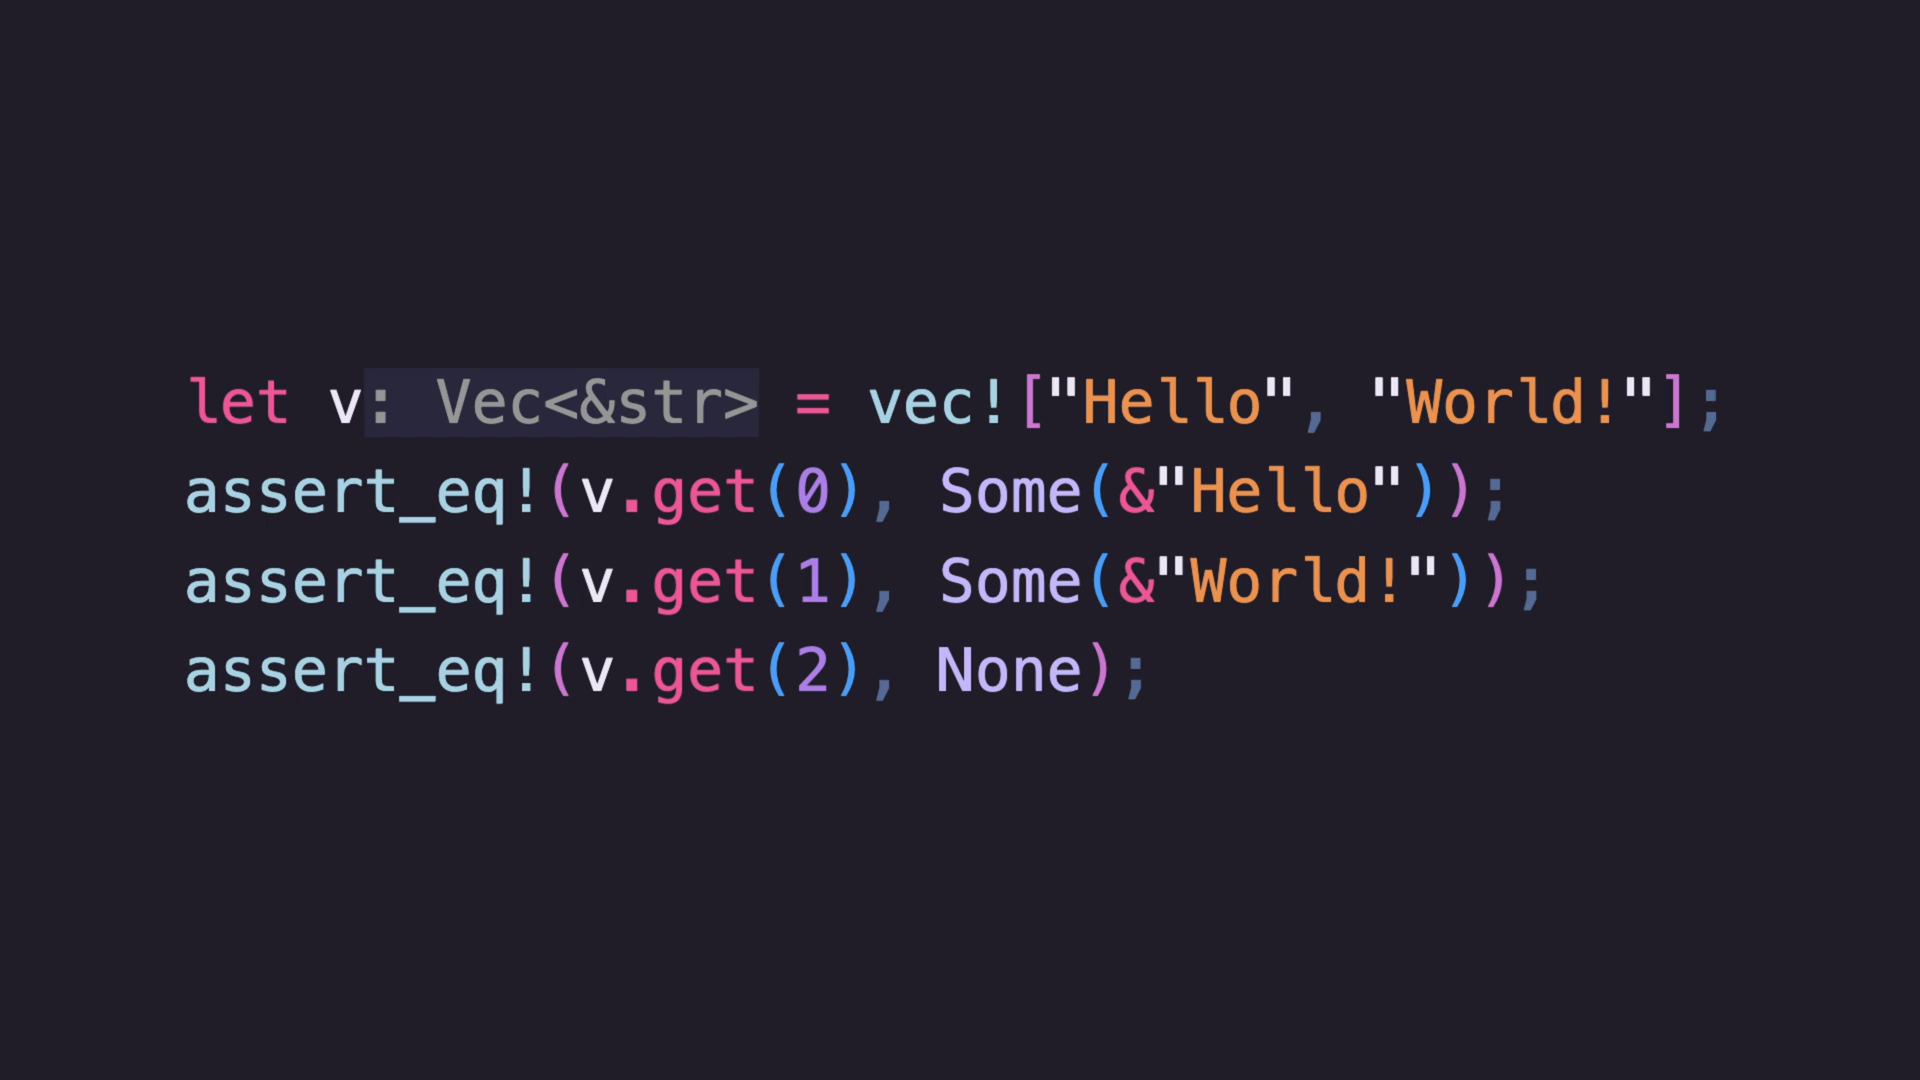 let v: Vec<&str> = vec!["Hello", "World!"];
assert_eq!(v.get(0), Some(&"Hello"));
assert_eq!(v.get(1), Some(&"World!"));
assert_eq!(v.get(2), None);